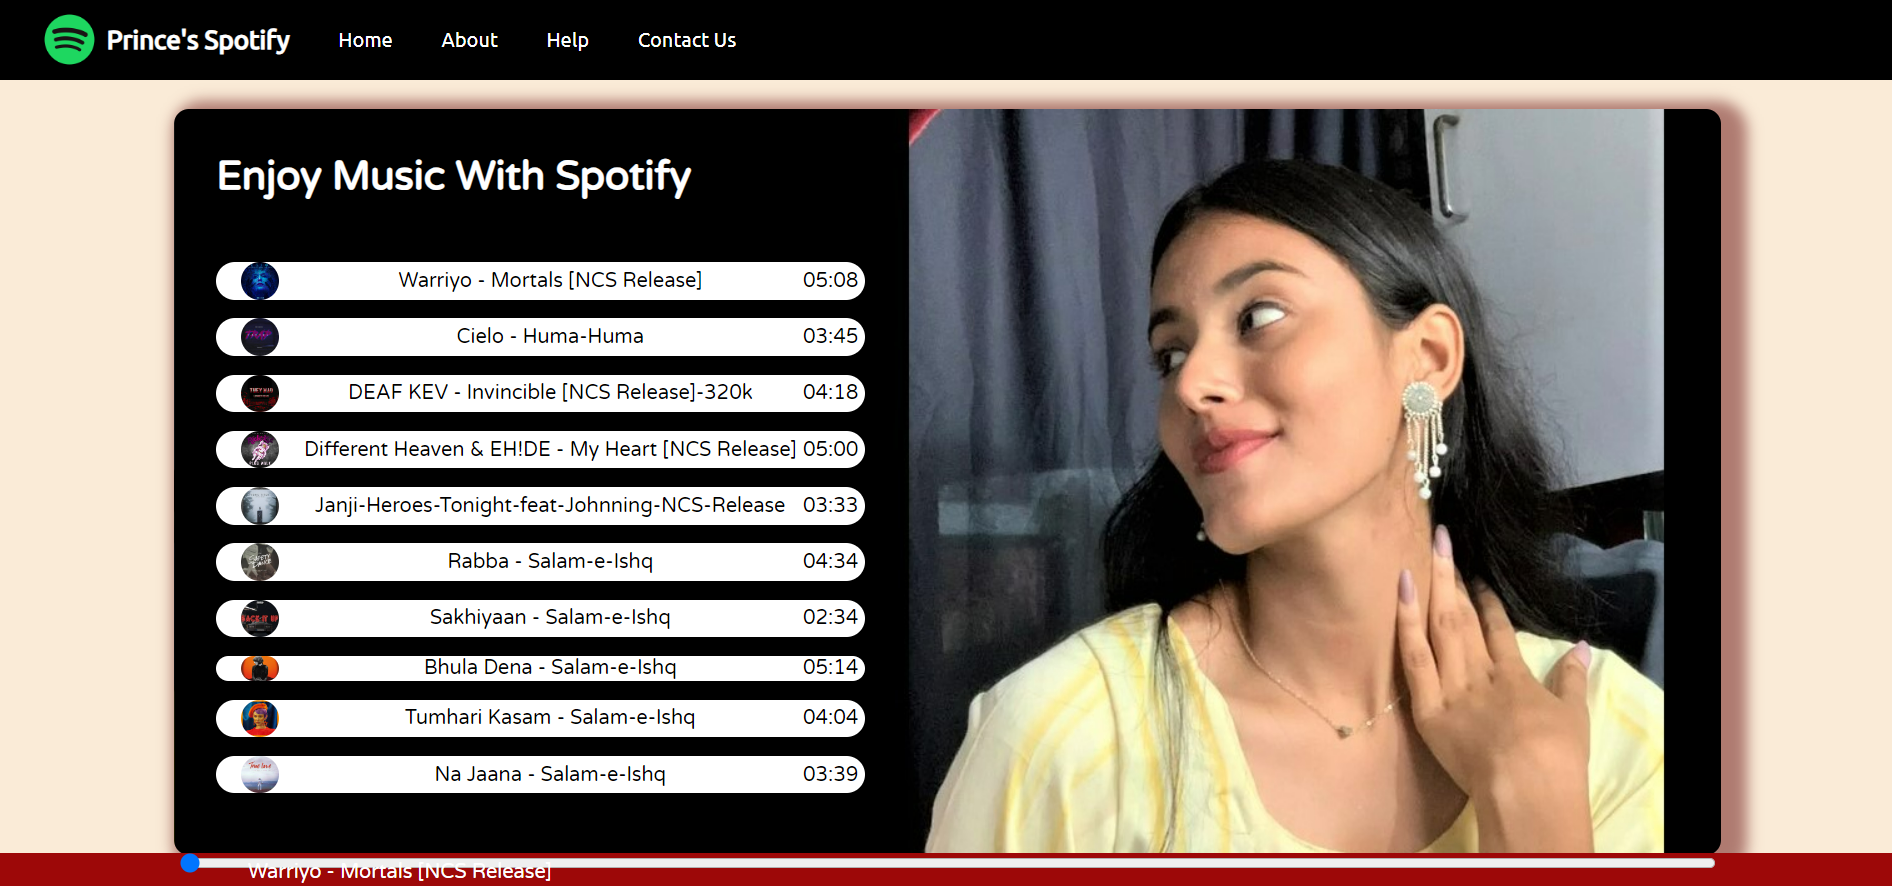 Prince's Spotify Home About Help Contact Us
Enjoy Music With Spotify
Warriyo - Mortals [NCS Release] 05:08
Cielo - Huma-Huma 03:45
DEAF KEV - Invincible [NCS Release]-320k 04:18
Different Heaven & EH!DE - My Heart [NCS Release] 05:00
Janji-Heroes-Tonight-feat-Johnning-NCS-Release 03:33
Rabba - Salam-e-Ishq 04:34
Sakhiyaan - Salam-e-Ishq 02:34
Bhula Dena - Salam-e-Ishq 05:14
Tumhari Kasam - Salam-e-Ishq 04:04
Na Jaana - Salam-e-Ishq 03:39
Warriyo - Mortals [NCS Release]